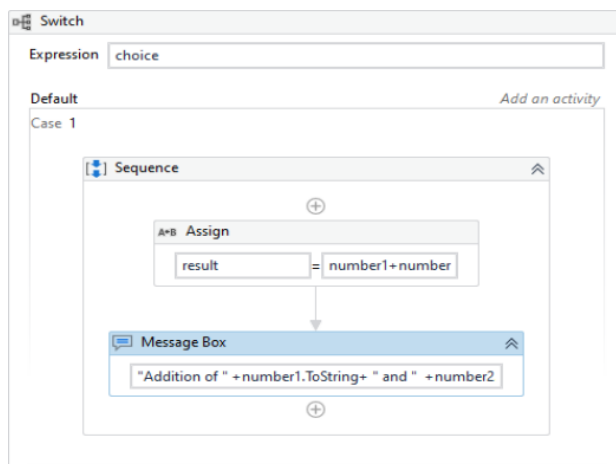 Switch
Expression choice
Default Add an activity
Case 1
Sequence
A+B Assign
result = number1+number
Message Box
"Addition of " +number1.ToString+ " and " +number2